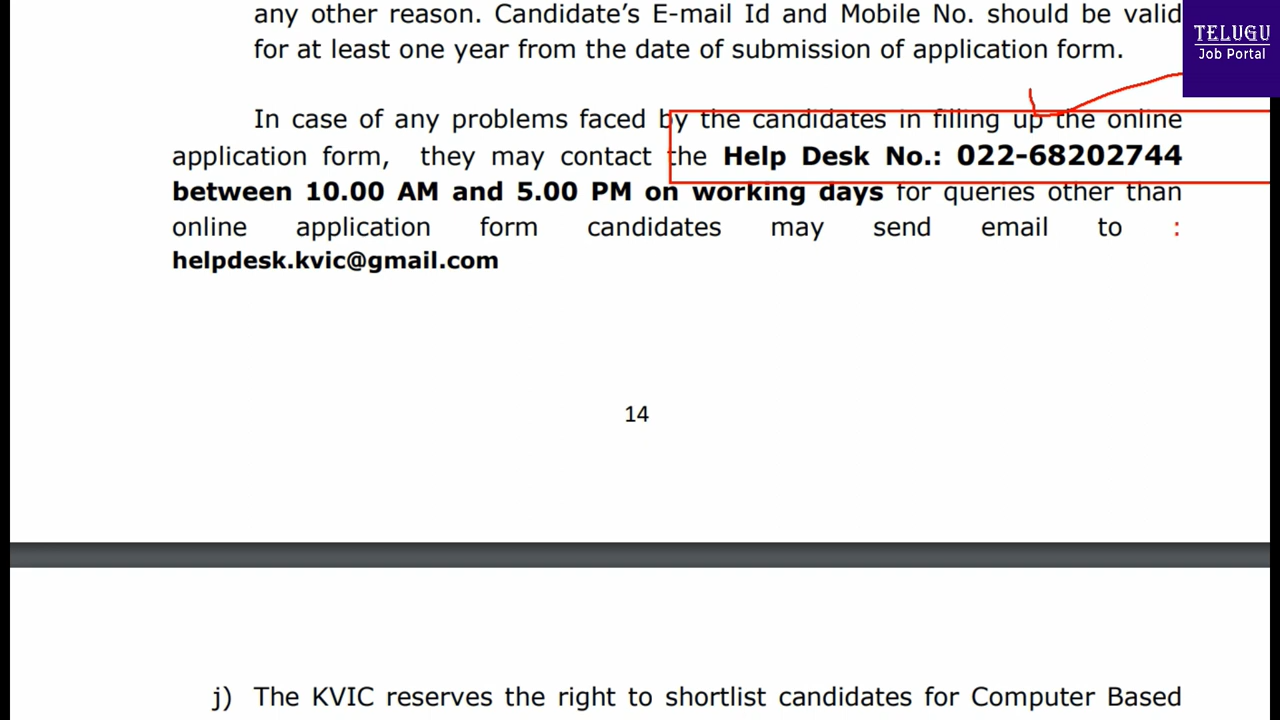 any other reason. Candidate’s E-mail Id and Mobile No. should be valid
for at least one year from the date of submission of application form.
TELUGU
Job Portal
In case of any problems faced by the candidates in filling up the online
application form, they may contact the Help Desk No.: 022-68202744
between 10.00 AM and 5.00 PM on working days for queries other than
online application form candidates may send email to :
helpdesk.kvic@gmail.com
14
j) The KVIC reserves the right to shortlist candidates for Computer Based